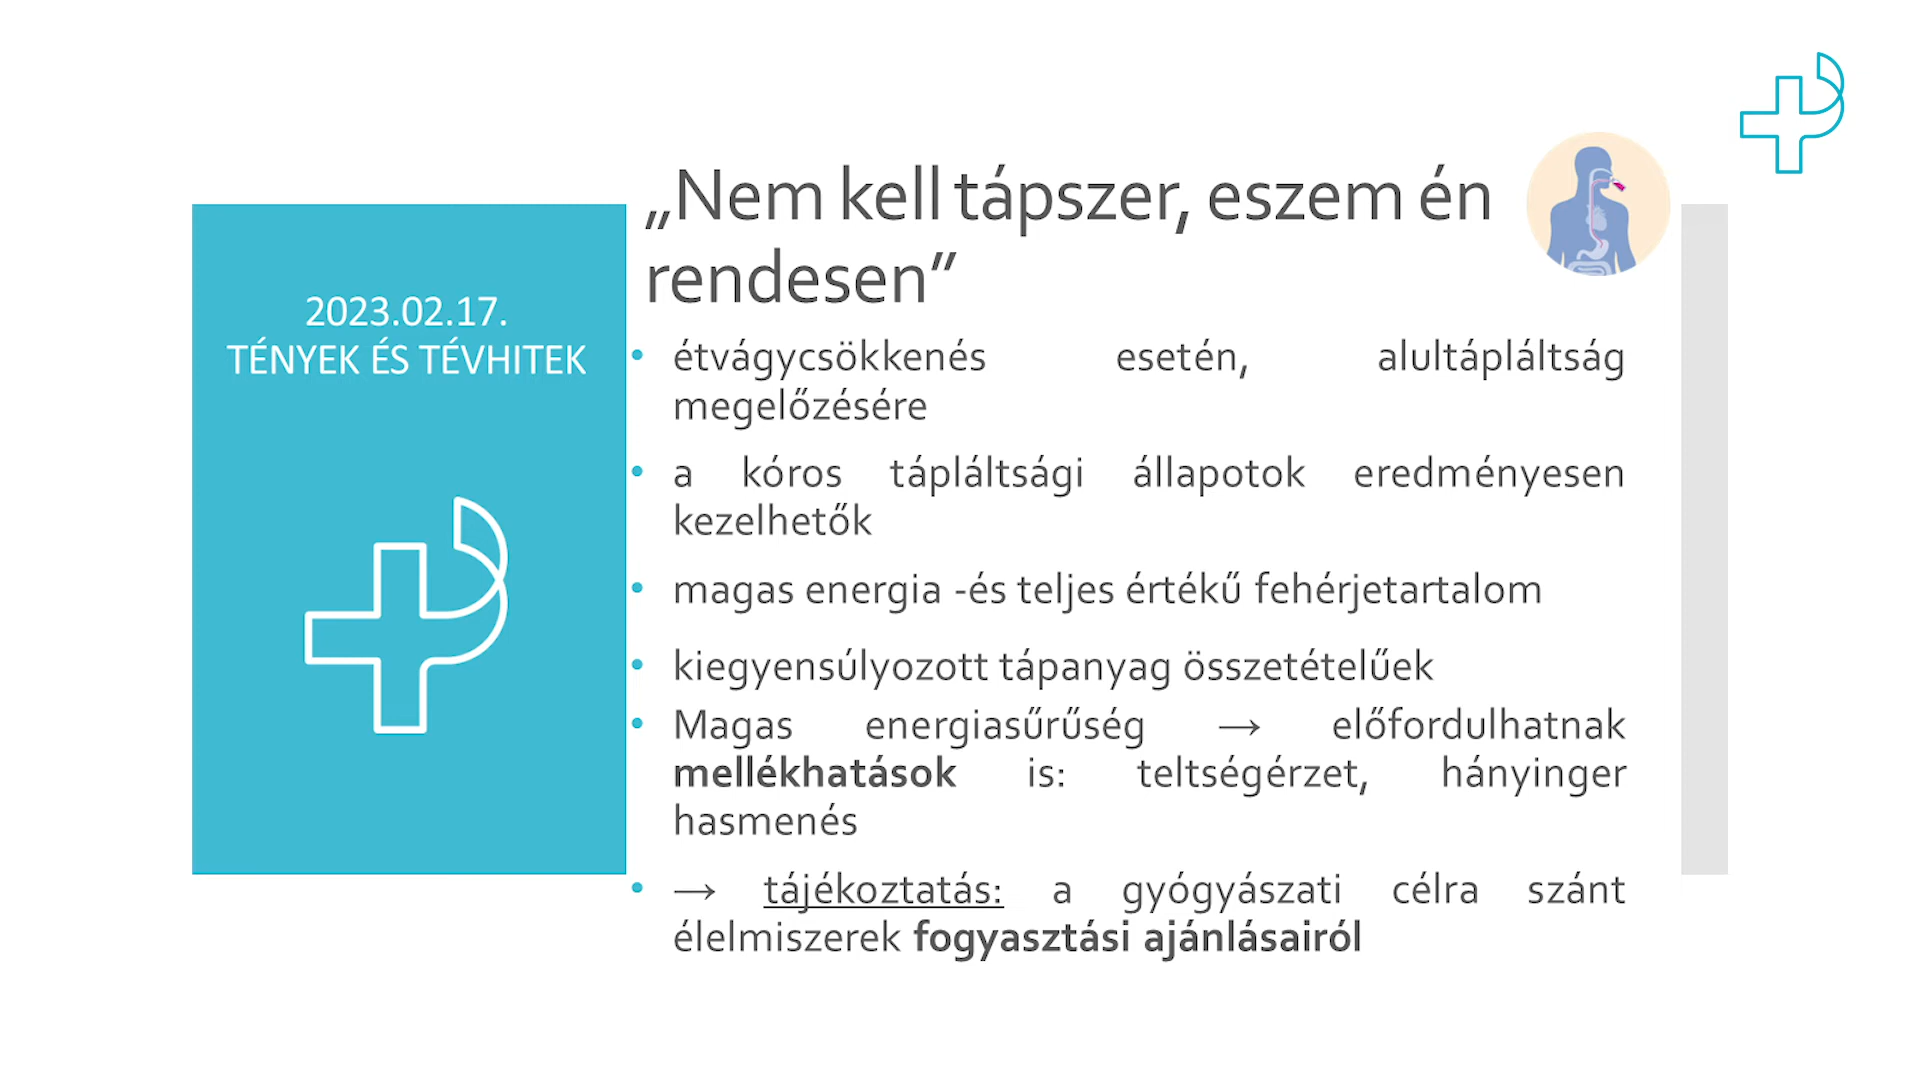 2023.02.17.
TÉNYEK ÉS TÉVHITEK
„Nem kell tápszer, eszem én
rendesen”
• étvágycsökkenés esetén, alultápláltság
megelőzésére
• a kóros tápláltsági állapotok eredményesen
kezelhetők
• magas energia -és teljes értékű fehérjetartalom
• kiegyensúlyozott tápanyag összetételűek
• Magas energiasűrűség → előfordulhatnak
mellékhatások is: teltségérzet, hányinger
hasmenés
• → tájékoztatás: a gyógyászati célra szánt
élelmiszerek fogyasztási ajánlásairól